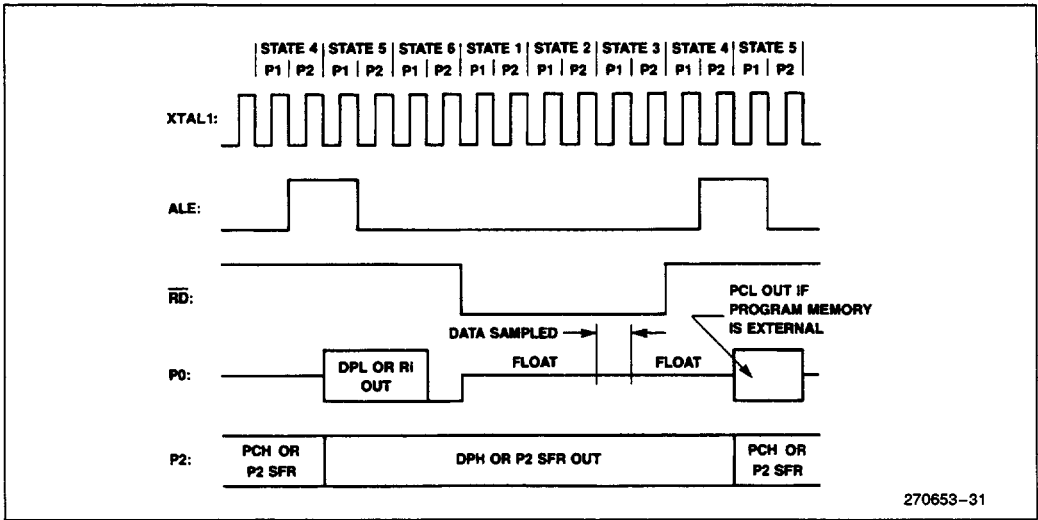 STATE 4 | STATE 5 | STATE 6 | STATE 1 | STATE 2 | STATE 3 | STATE 4 | STATE 5
P1 | P2 | P1 | P2 | P1 | P2 | P1 | P2 | P1 | P2 | P1 | P2 | P1 | P2 | P1 | P2
XTAL1:
ALE:
RD:
PCL OUT IF
PROGRAM MEMORY
IS EXTERNAL
DATA SAMPLED
P0:
DPL OR Ri
OUT
FLOAT
FLOAT
P2:
PCH OR
P2 SFR
DPH OR P2 SFR OUT
PCH OR
P2 SFR
270653-31